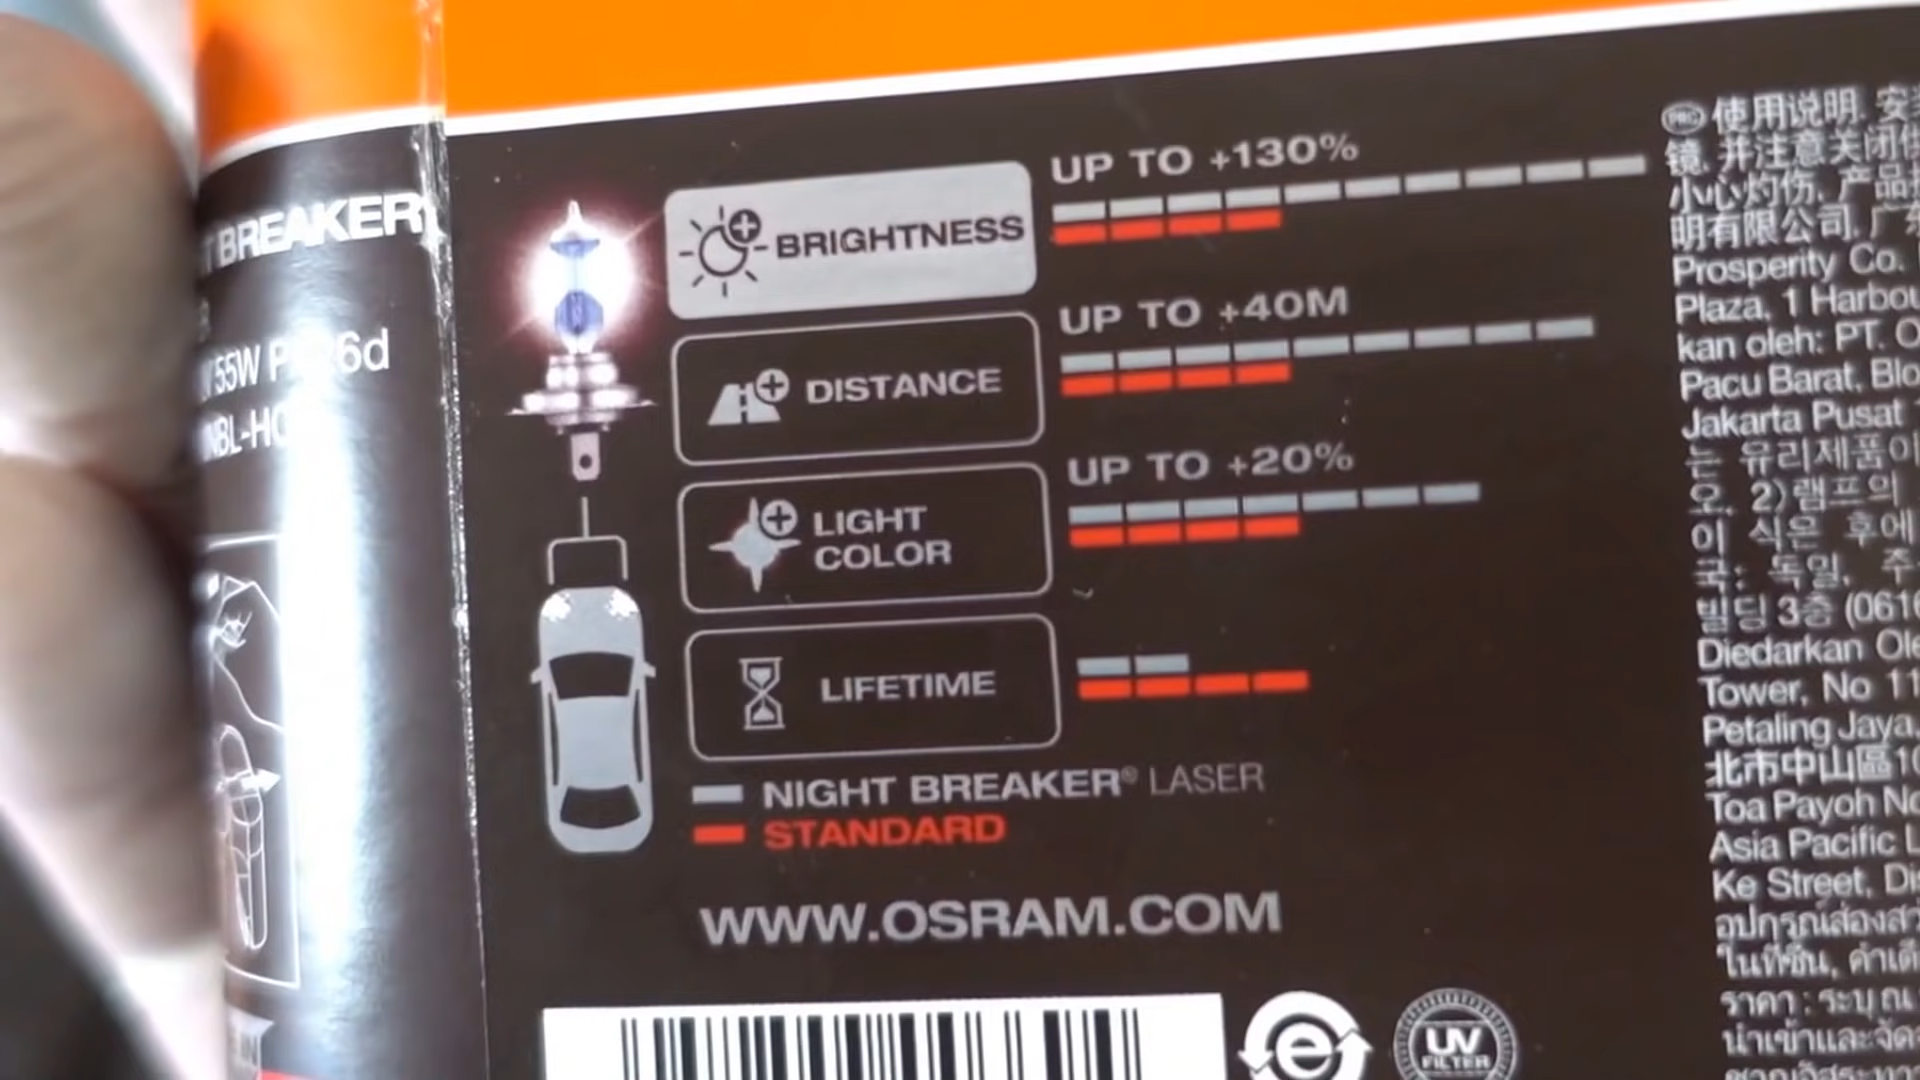 BREAKER
55W P 26d
NBL-HC
BRIGHTNESS
UP TO +130%
DISTANCE
UP TO +40M
LIGHT
COLOR
UP TO +20%
LIFETIME
NIGHT BREAKER® LASER
STANDARD
WWW.OSRAM.COM
e
UV
FILTER
PRC 使用说明. 安
镜, 并注意关闭
小心灼伤. 产品
明有限公司, 广
Prosperity Co.
Plaza, 1 Harbou
kan oleh: PT. O
Pacu Barat, Blo
Jakarta Pusat
는 유리제품이
오. 2)램프의
이 식은 후에
국: 독일, 주
빌딩 3층 (0616
Diedarkan Ole
Tower, No 11
Petaling Jaya,
北市中山區10
Toa Payoh No
Asia Pacific L
Ke Street, Di
อุปกรณ์ส่องสว
ในที่ชื้น, คำเตื
ราคา : ระบุ ณ
นำเข้าและจัด